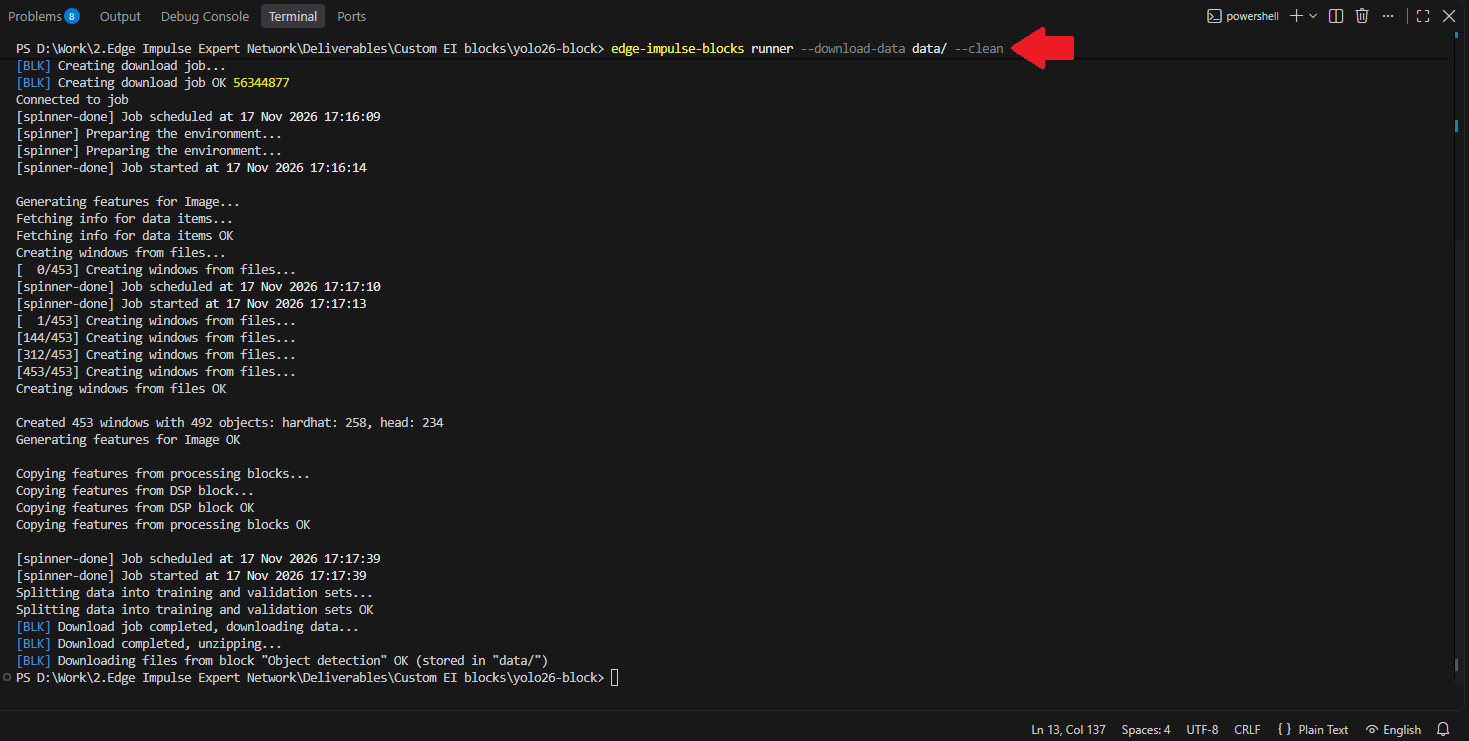 Problems 8 Output Debug Console Terminal Ports powershell
PS D:\Work\2.Edge Impulse Expert Network\Deliverables\Custom EI blocks\yolo26-block> edge-impulse-blocks runner --download-data data/ --clean
[BLK] Creating download job...
[BLK] Creating download job OK 56344877
Connected to job
[spinner-done] Job scheduled at 17 Nov 2026 17:16:09
[spinner] Preparing the environment...
[spinner] Preparing the environment...
[spinner-done] Job started at 17 Nov 2026 17:16:14
Generating features for Image...
Fetching info for data items...
Fetching info for data items OK
Creating windows from files...
[  0/453] Creating windows from files...
[spinner-done] Job scheduled at 17 Nov 2026 17:17:10
[spinner-done] Job started at 17 Nov 2026 17:17:13
[  1/453] Creating windows from files...
[144/453] Creating windows from files...
[312/453] Creating windows from files...
[453/453] Creating windows from files...
Creating windows from files OK
Created 453 windows with 492 objects: hardhat: 258, head: 234
Generating features for Image OK
Copying features from processing blocks...
Copying features from DSP block...
Copying features from DSP block OK
Copying features from processing blocks OK
[spinner-done] Job scheduled at 17 Nov 2026 17:17:39
[spinner-done] Job started at 17 Nov 2026 17:17:39
Splitting data into training and validation sets...
Splitting data into training and validation sets OK
[BLK] Download job completed, downloading data...
[BLK] Download completed, unzipping...
[BLK] Downloading files from block "Object detection" OK (stored in "data/")
PS D:\Work\2.Edge Impulse Expert Network\Deliverables\Custom EI blocks\yolo26-block>
Ln 13, Col 137 Spaces: 4 UTF-8 CRLF {} Plain Text English